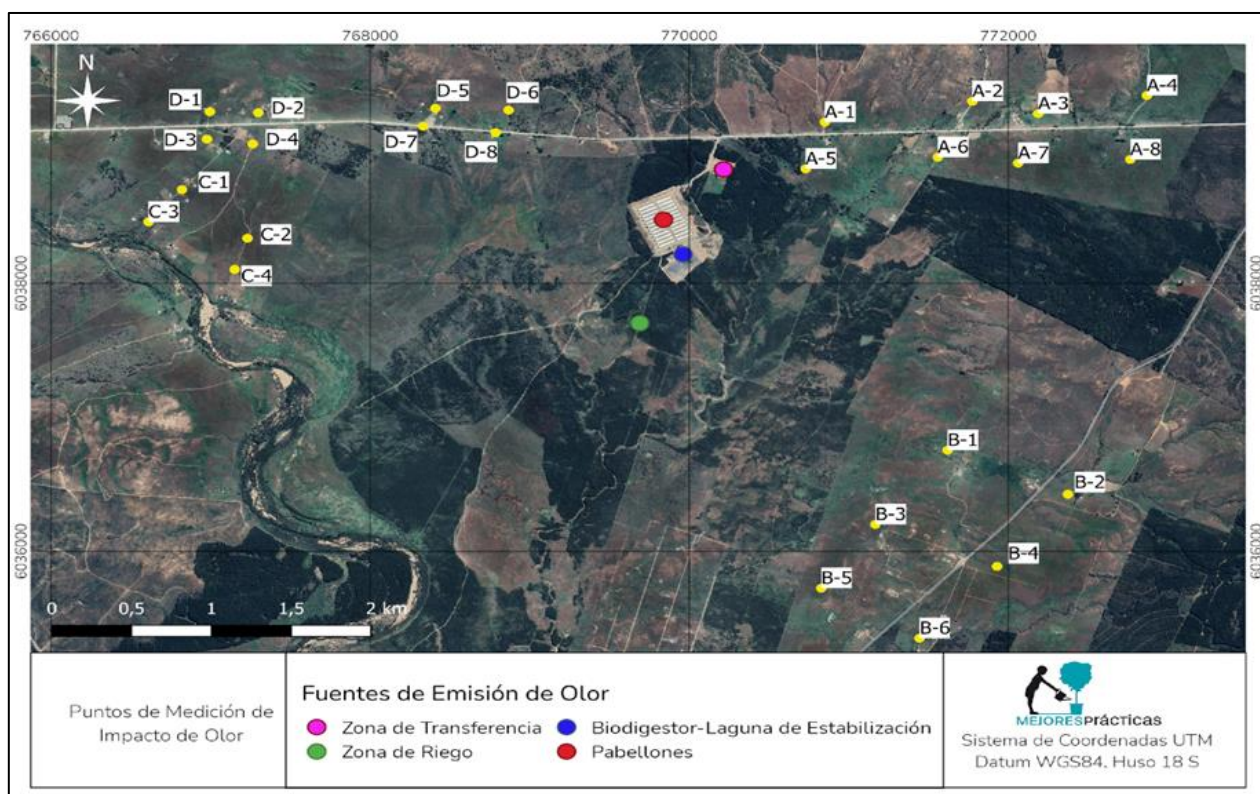 766000 768000 770000 772000
N
D-1
D-2
D-5
D-6
A-1
A-2
A-3
A-4
D-3
D-4
D-7
D-8
A-5
A-6
A-7
A-8
C-1
C-3
C-2
C-4
6038000
6038000
B-1
B-2
B-3
B-4
B-5
B-6
6036000
6036000
0 0,5 1 1,5 2 km
Puntos de Medición de
Impacto de Olor
Fuentes de Emisión de Olor
Zona de Transferencia
Biodigestor-Laguna de Estabilización
Zona de Riego
Pabellones
MEJORESPRÁCTICAS
Sistema de Coordenadas UTM
Datum WGS84, Huso 18 S